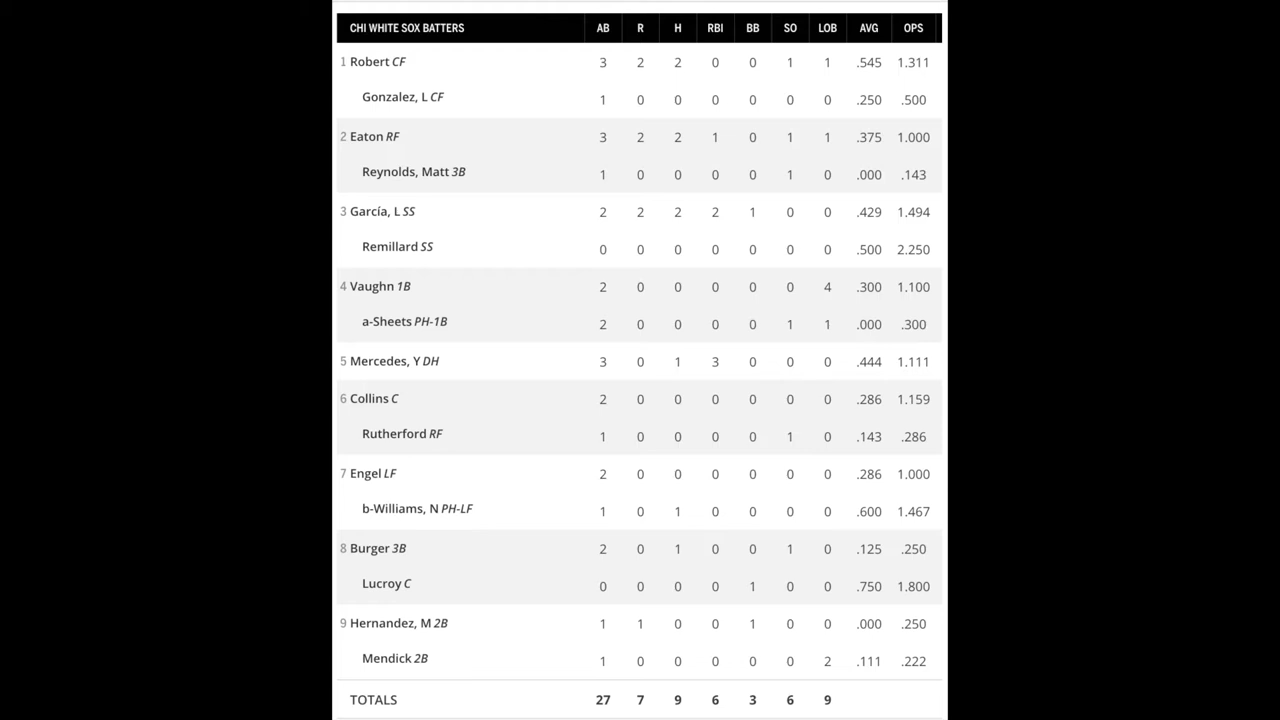 CHI WHITE SOX BATTERS AB R H RBI BB SO LOB AVG OPS
1 Robert CF 3 2 2 0 0 1 1 .545 1.311
Gonzalez, L CF 1 0 0 0 0 0 0 .250 .500
2 Eaton RF 3 2 2 1 0 1 1 .375 1.000
Reynolds, Matt 3B 1 0 0 0 0 1 0 .000 .143
3 García, L SS 2 2 2 2 1 0 0 .429 1.494
Remillard SS 0 0 0 0 0 0 0 .500 2.250
4 Vaughn 1B 2 0 0 0 0 0 4 .300 1.100
a-Sheets PH-1B 2 0 0 0 0 1 1 .000 .300
5 Mercedes, Y DH 3 0 1 3 0 0 0 .444 1.111
6 Collins C 2 0 0 0 0 0 0 .286 1.159
Rutherford RF 1 0 0 0 0 1 0 .143 .286
7 Engel LF 2 0 0 0 0 0 0 .286 1.000
b-Williams, N PH-LF 1 0 1 0 0 0 0 .600 1.467
8 Burger 3B 2 0 1 0 0 1 0 .125 .250
Lucroy C 0 0 0 0 1 0 0 .750 1.800
9 Hernandez, M 2B 1 1 0 0 1 0 0 .000 .250
Mendick 2B 1 0 0 0 0 0 2 .111 .222
TOTALS 27 7 9 6 3 6 9